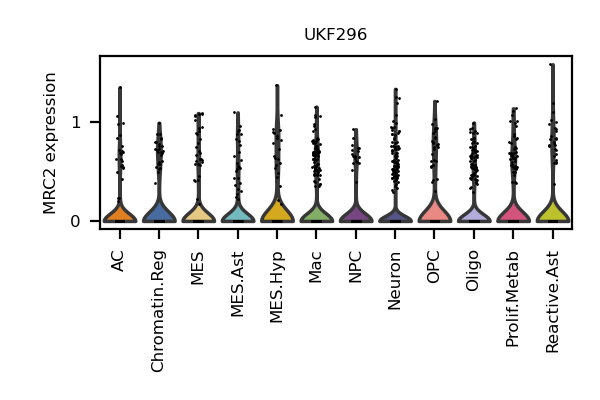 UKF296
MRC2 expression
1
0
AC
Chromatin.Reg
MES
MES.Ast
MES.Hyp
Mac
NPC
Neuron
OPC
Oligo
Prolif.Metab
Reactive.Ast